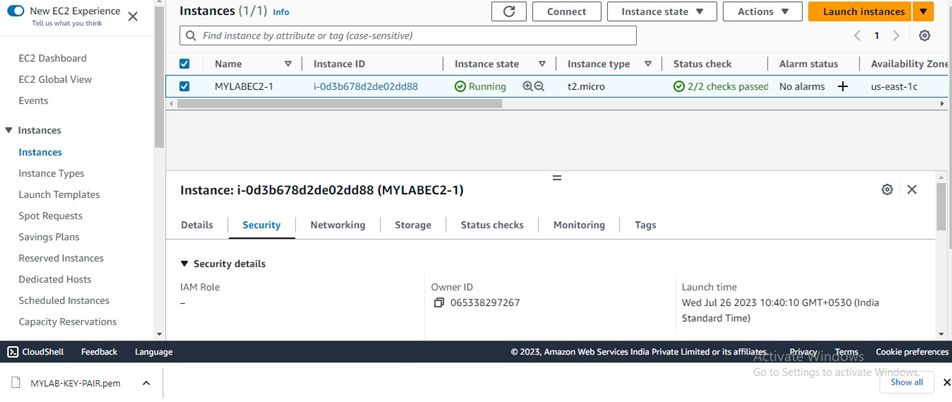 New EC2 Experience
Tell us what you think
EC2 Dashboard
EC2 Global View
Events
Instances
Instances
Instance Types
Launch Templates
Spot Requests
Savings Plans
Reserved Instances
Dedicated Hosts
Scheduled Instances
Capacity Reservations
Instances (1/1) Info
Connect Instance state Actions Launch instances
Find instance by attribute or tag (case-sensitive)
1
Name Instance ID Instance state Instance type Status check Alarm status Availability Zone
MYLABEC2-1 i-0d3b678d2de02dd88 Running t2.micro 2/2 checks passed No alarms us-east-1c
Instance: i-0d3b678d2de02dd88 (MYLABEC2-1)
Details Security Networking Storage Status checks Monitoring Tags
Security details
IAM Role Owner ID Launch time
– 065338297267 Wed Jul 26 2023 10:40:10 GMT+0530 (India
Standard Time)
CloudShell Feedback Language © 2023, Amazon Web Services India Private Limited or its affiliates. Privacy Terms Cookie preferences
Activate Windows
Go to Settings to activate Windows.
MYLAB-KEY-PAIR.pem Show all